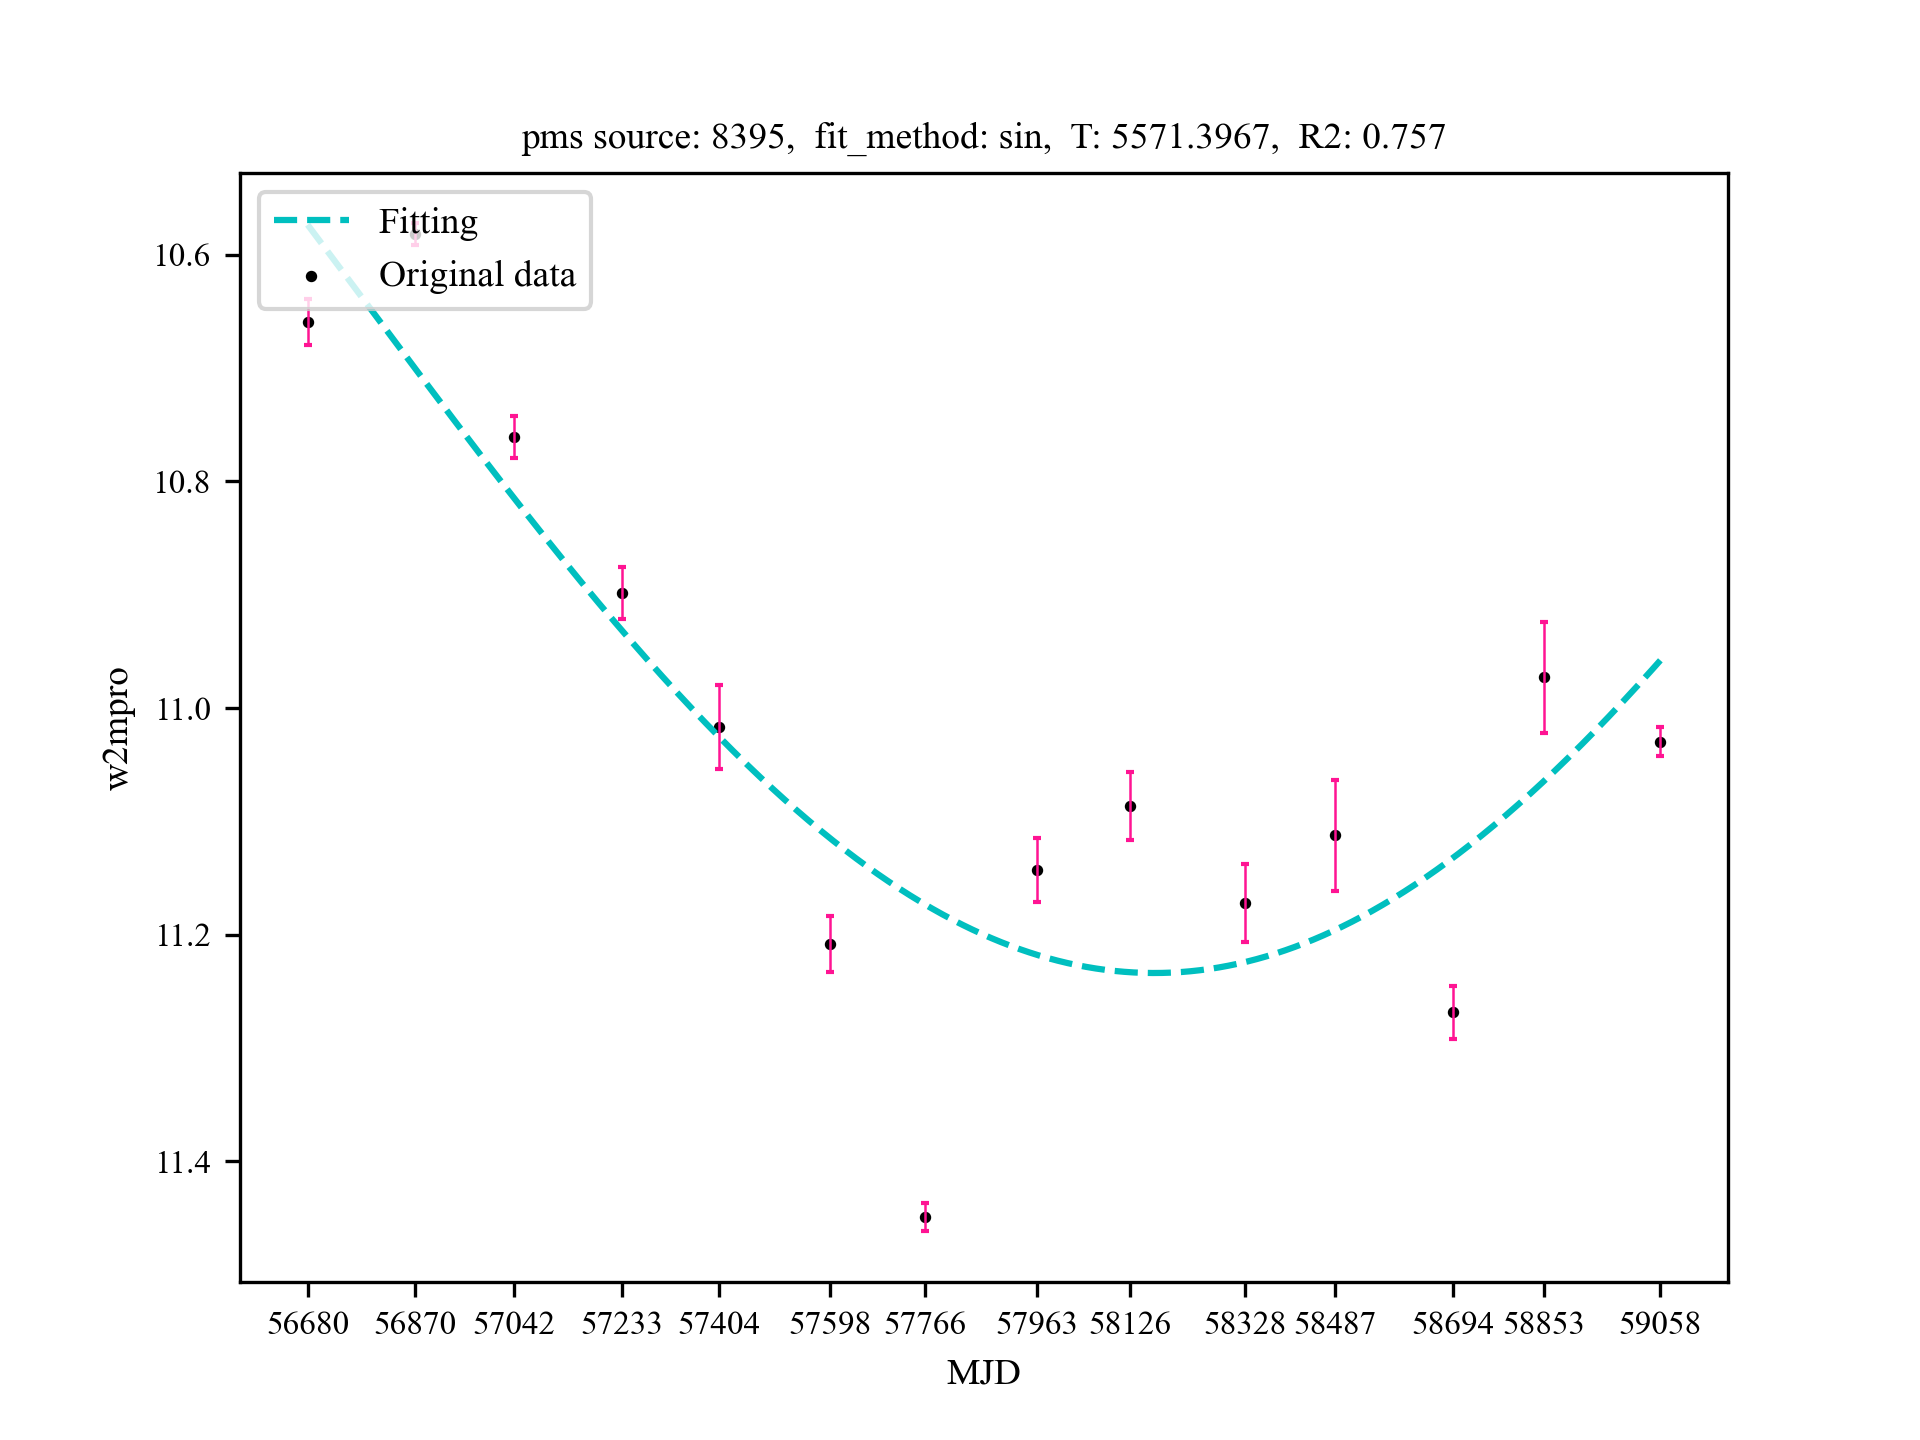 pms source: 8395, fit_method: sin, T: 5571.3967, R2: 0.757
Fitting
Original data
10.6
10.8
11.0
11.2
11.4
w2mpro
56680 56870 57042 57233 57404 57598 57766 57963 58126 58328 58487 58694 58853 59058
MJD